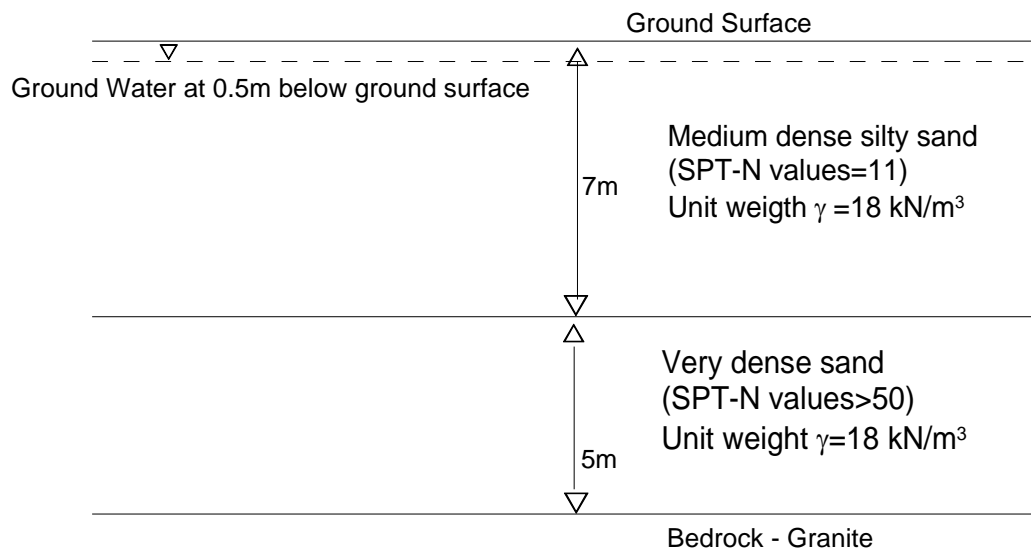 Ground Surface
Ground Water at 0.5m below ground surface
Medium dense silty sand
(SPT-N values=11)
Unit weigth γ =18 kN/m³
7m
Very dense sand
(SPT-N values>50)
Unit weight γ=18 kN/m³
5m
Bedrock - Granite